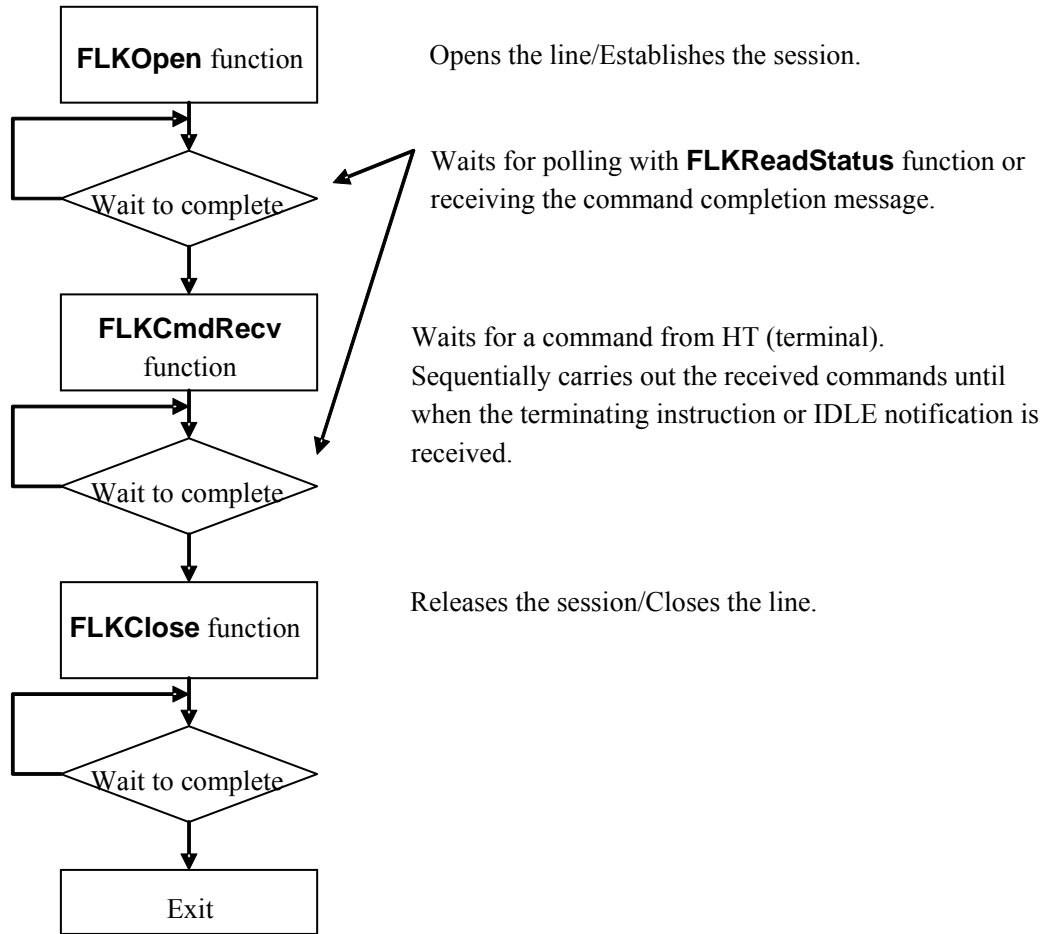 FLKOpen function
Opens the line/Establishes the session.
Wait to complete
Waits for polling with FLKReadStatus function or
receiving the command completion message.
FLKCmdRecv
function
Waits for a command from HT (terminal).
Sequentially carries out the received commands until
when the terminating instruction or IDLE notification is
received.
Wait to complete
FLKClose function
Releases the session/Closes the line.
Wait to complete
Exit